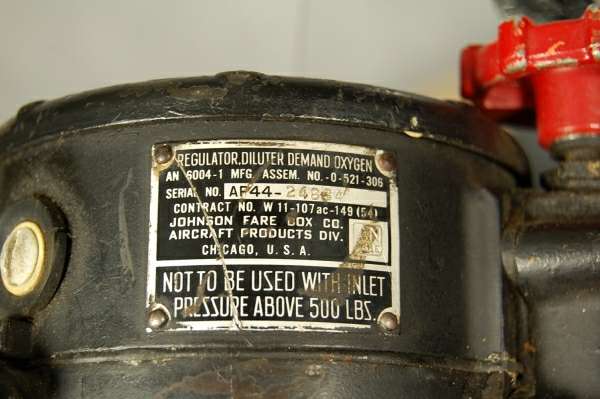 REGULATOR.DILUTER DEMAND OXYGEN
AN 6004-1 MFG. ASSEM. NO.-0-521-306
SERIAL NO.
CONTRACT NO. W 11-107ac-149 (54)
JOHNSON FARE BOX CO.
AIRCRAFT PRODUCTS DIV.
CHICAGO, U.S.A.
NOT TO BE USED WITH INLET
PRESSURE ABOVE 500 LBS.